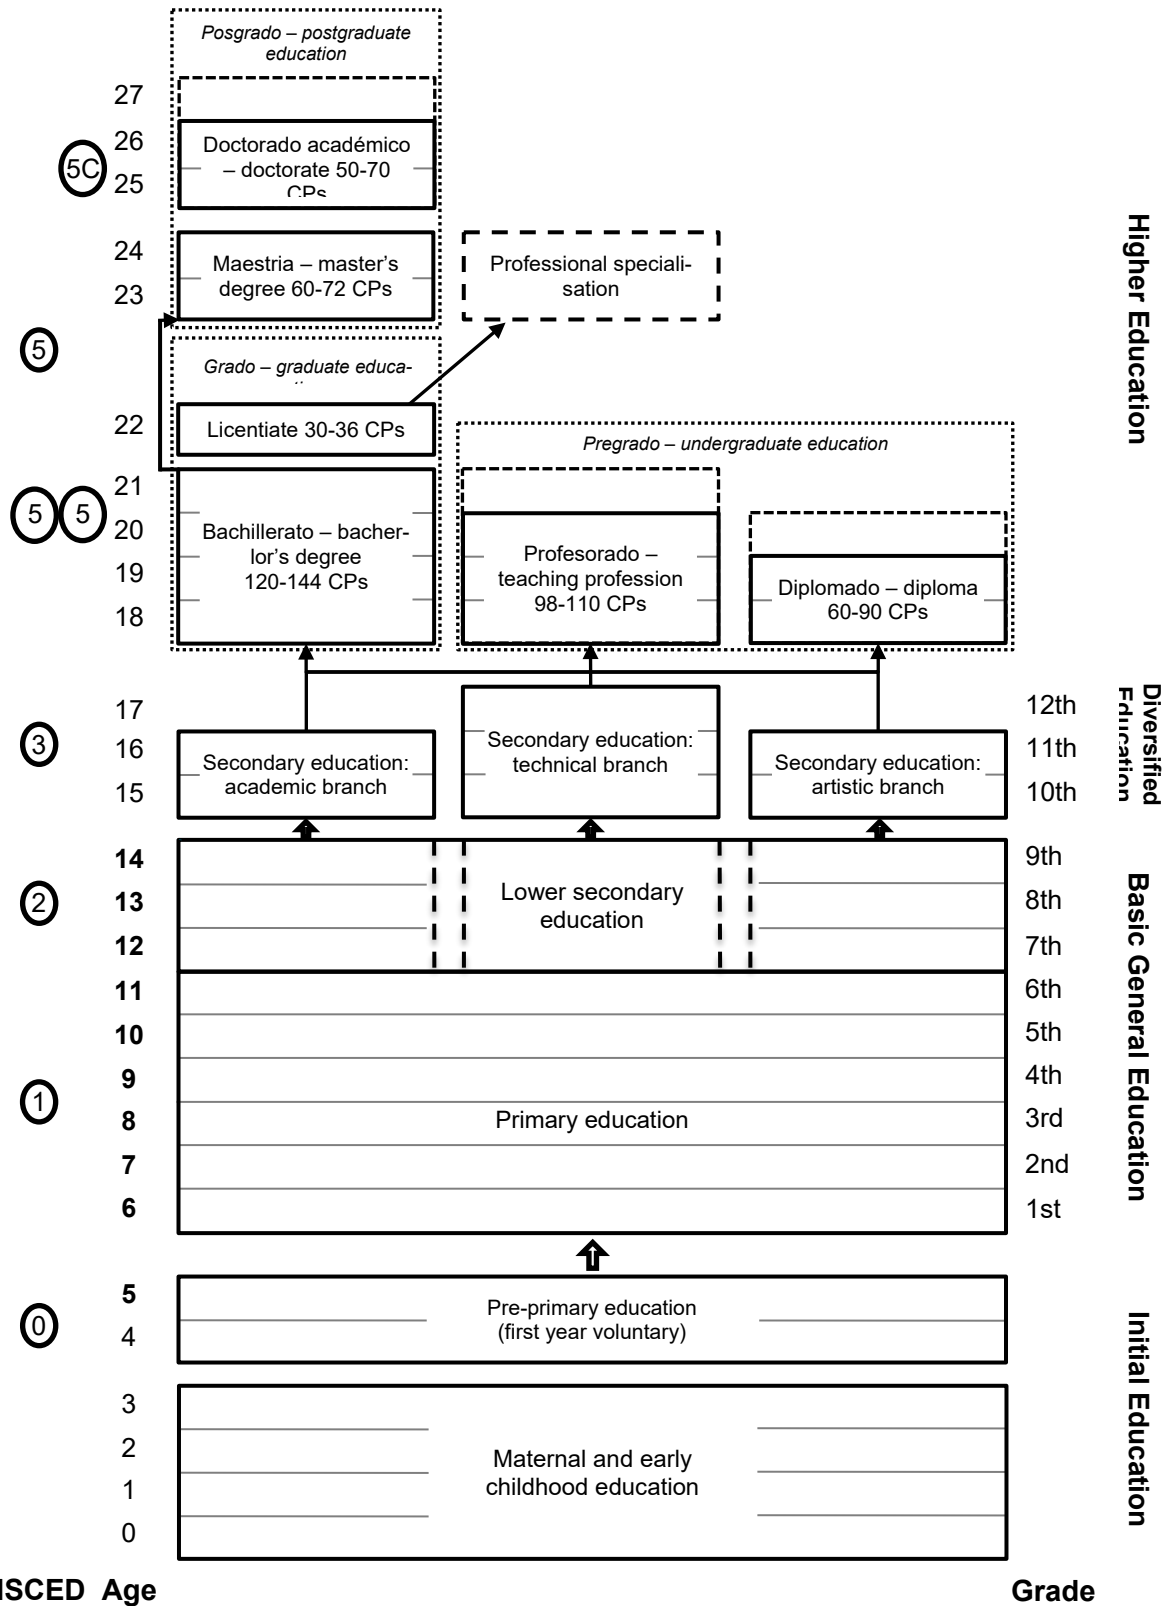 Posgrado – postgraduate
education
27
26
Doctorado académico
– doctorate 50-70
CPs
5C
25
24
Maestria – master's
degree 60-72 CPs
23
Professional speciali-
sation
Higher Education
5
Grado – graduate educa-
22
Licentiate 30-36 CPs
Pregrado – undergraduate education
21
5
5
20
19
18
Bachillerato – bacher-
lor's degree
120-144 CPs
Profesorado –
teaching profession
98-110 CPs
Diplomado – diploma
60-90 CPs
17
12th
3
16
11th
15
10th
Secondary education:
academic branch
Secondary education:
technical branch
Secondary education:
artistic branch
Diversified
Education
14
9th
2
13
8th
12
7th
Lower secondary
education
11
6th
10
5th
9
4th
1
8
3rd
Primary education
7
2nd
6
1st
Basic General Education
5
0
4
Pre-primary education
(first year voluntary)
3
2
1
0
Maternal and early
childhood education
Initial Education
ISCED Age
Grade